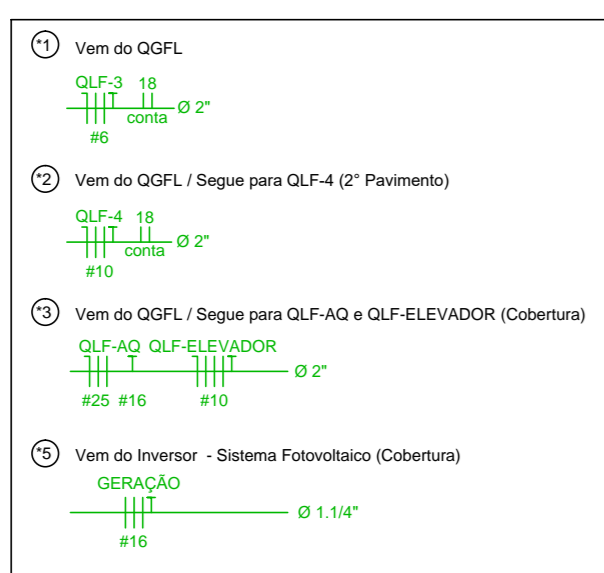 *1 Vem do QGFL
QLF-3 18
conta Ø 2"
#6
*2 Vem do QGFL / Segue para QLF-4 (2° Pavimento)
QLF-4 18
conta Ø 2"
#10
*3 Vem do QGFL / Segue para QLF-AQ e QLF-ELEVADOR (Cobertura)
QLF-AQ QLF-ELEVADOR
Ø 2"
#25 #16 #10
*5 Vem do Inversor - Sistema Fotovoltaico (Cobertura)
GERAÇÃO
Ø 1.1/4"
#16